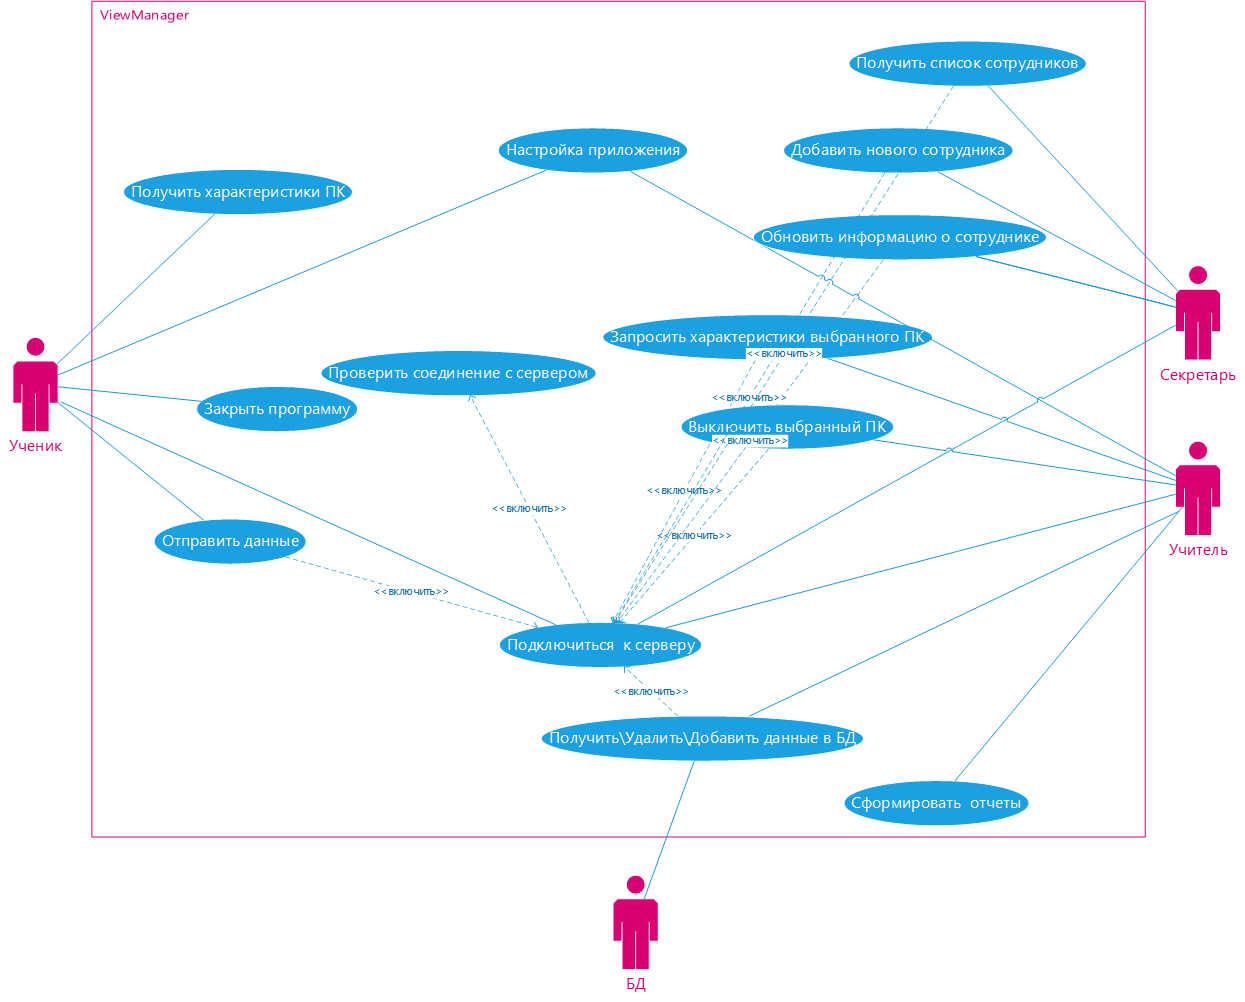 ViewManager
Получить список сотрудников
Настройка приложения
Добавить нового сотрудника
Получить характеристики ПК
Обновить информацию о сотруднике
Запросить характеристики выбранного ПК
<<включить>>
Секретарь
Проверить соединение с сервером
<<включить>>
Закрыть программу
Выключить выбранный ПК
<<включить>>
Ученик
<<включить>>
<<включить>>
<<включить>>
Отправить данные
Учитель
<<включить>>
Подключиться  к серверу
<<включить>>
Получить\Удалить\Добавить данные в БД
Сформировать  отчеты
БД